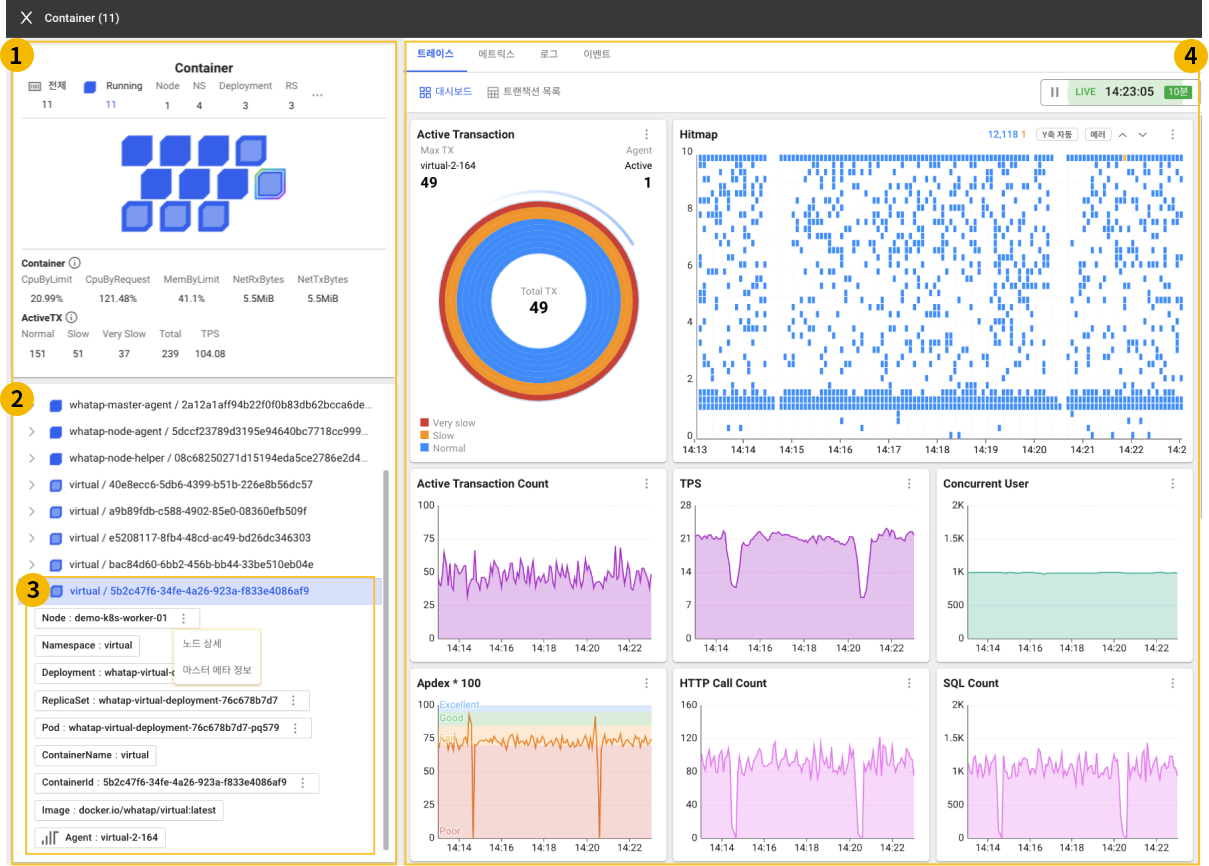 Container (11)
1
Container
전체 Running Node NS Deployment RS ...
11 11 1 4 3 3
Container
CpuByLimit CpuByRequest MemByLimit NetRxBytes NetTxBytes
20.99% 121.48% 41.1% 5.5MiB 5.5MiB
ActiveTX
Normal Slow Very Slow Total TPS
151 51 37 239 104.08
2
whatap-master-agent / 2a12a1aff94b22f0f0b83db62bcca6de...
whatap-node-agent / 5dccf23789d3195e94640bc7718cc999...
whatap-node-helper / 08c68250271d15194eda5ce2786e2d4...
virtual / 40e8ecc6-5db6-4399-b51b-226e8b56dc57
virtual / a9b89fdb-c588-4902-85e0-08360efb509f
virtual / e5208117-8fb4-48cd-ac49-bd26dc346303
virtual / bac84d60-6bb2-456b-bb44-33be510eb04e
3
virtual / 5b2c47f6-34fe-4a26-923a-f833e4086af9
Node : demo-k8s-worker-01
노드 상세
마스터 메타 정보
Namespace : virtual
Deployment : whatap-virtual-
ReplicaSet : whatap-virtual-deployment-76c678b7d7
Pod : whatap-virtual-deployment-76c678b7d7-pq579
ContainerName : virtual
ContainerId : 5b2c47f6-34fe-4a26-923a-f833e4086af9
Image : docker.io/whatap/virtual:latest
Agent : virtual-2-164
4
트레이스 메트릭스 로그 이벤트
대시보드 트랜잭션 목록
LIVE 14:23:05 10분
Active Transaction
Max TX Agent
virtual-2-164 Active
49 1
Total TX
49
Very slow
Slow
Normal
Hitmap 12,118 1 Y축 자동 에러
10
8
6
4
2
0
14:13 14:14 14:15 14:16 14:17 14:18 14:19 14:20 14:21 14:22 14:2
Active Transaction Count
100
75
50
25
0
14:14 14:16 14:18 14:20 14:22
TPS
28
21
14
7
0
14:14 14:16 14:18 14:20 14:22
Concurrent User
2K
1.5K
1K
500
0
14:14 14:16 14:18 14:20 14:22
Apdex * 100
100 Excellent
Good
75 Fair
50
25
Poor
0
14:14 14:16 14:18 14:20 14:22
HTTP Call Count
160
120
80
40
0
14:14 14:16 14:18 14:20 14:22
SQL Count
2K
1.5K
1K
500
0
14:14 14:16 14:18 14:20 14:22